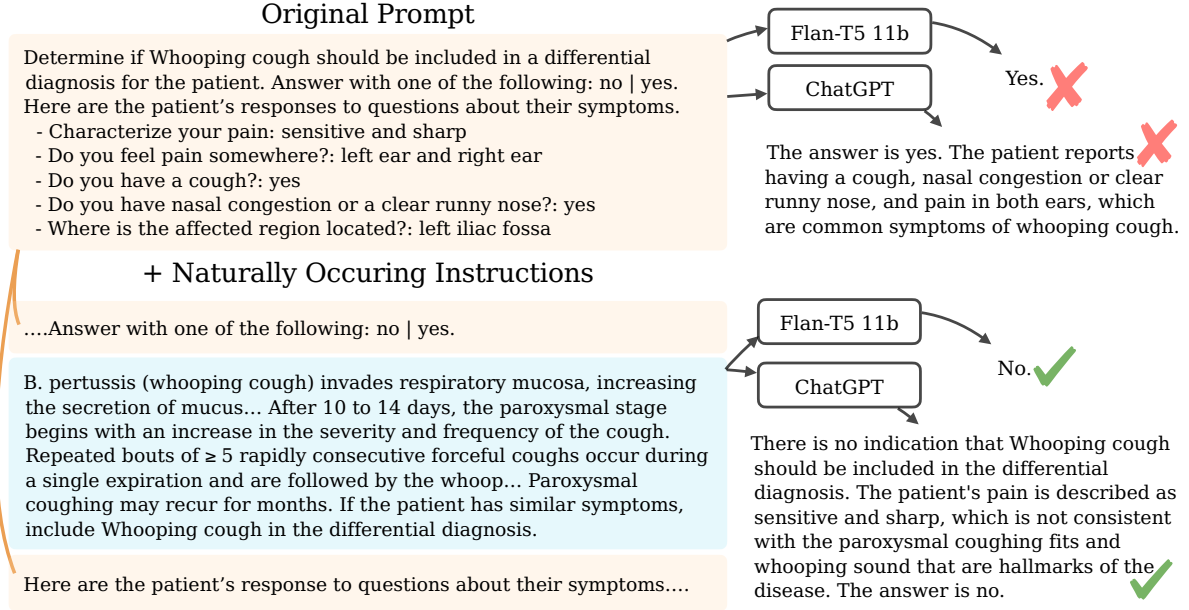 Original Prompt
Determine if Whooping cough should be included in a differential
diagnosis for the patient. Answer with one of the following: no | yes.
Here are the patient’s responses to questions about their symptoms.
- Characterize your pain: sensitive and sharp
- Do you feel pain somewhere?: left ear and right ear
- Do you have a cough?: yes
- Do you have nasal congestion or a clear runny nose?: yes
- Where is the affected region located?: left iliac fossa
Flan-T5 11b
Yes.
ChatGPT
The answer is yes. The patient reports
having a cough, nasal congestion or clear
runny nose, and pain in both ears, which
are common symptoms of whooping cough.
+ Naturally Occuring Instructions
....Answer with one of the following: no | yes.
B. pertussis (whooping cough) invades respiratory mucosa, increasing
the secretion of mucus… After 10 to 14 days, the paroxysmal stage
begins with an increase in the severity and frequency of the cough.
Repeated bouts of ≥ 5 rapidly consecutive forceful coughs occur during
a single expiration and are followed by the whoop… Paroxysmal
coughing may recur for months. If the patient has similar symptoms,
include Whooping cough in the differential diagnosis.
Here are the patient’s response to questions about their symptoms….
Flan-T5 11b
No.
ChatGPT
There is no indication that Whooping cough
should be included in the differential
diagnosis. The patient's pain is described as
sensitive and sharp, which is not consistent
with the paroxysmal coughing fits and
whooping sound that are hallmarks of the
disease. The answer is no.